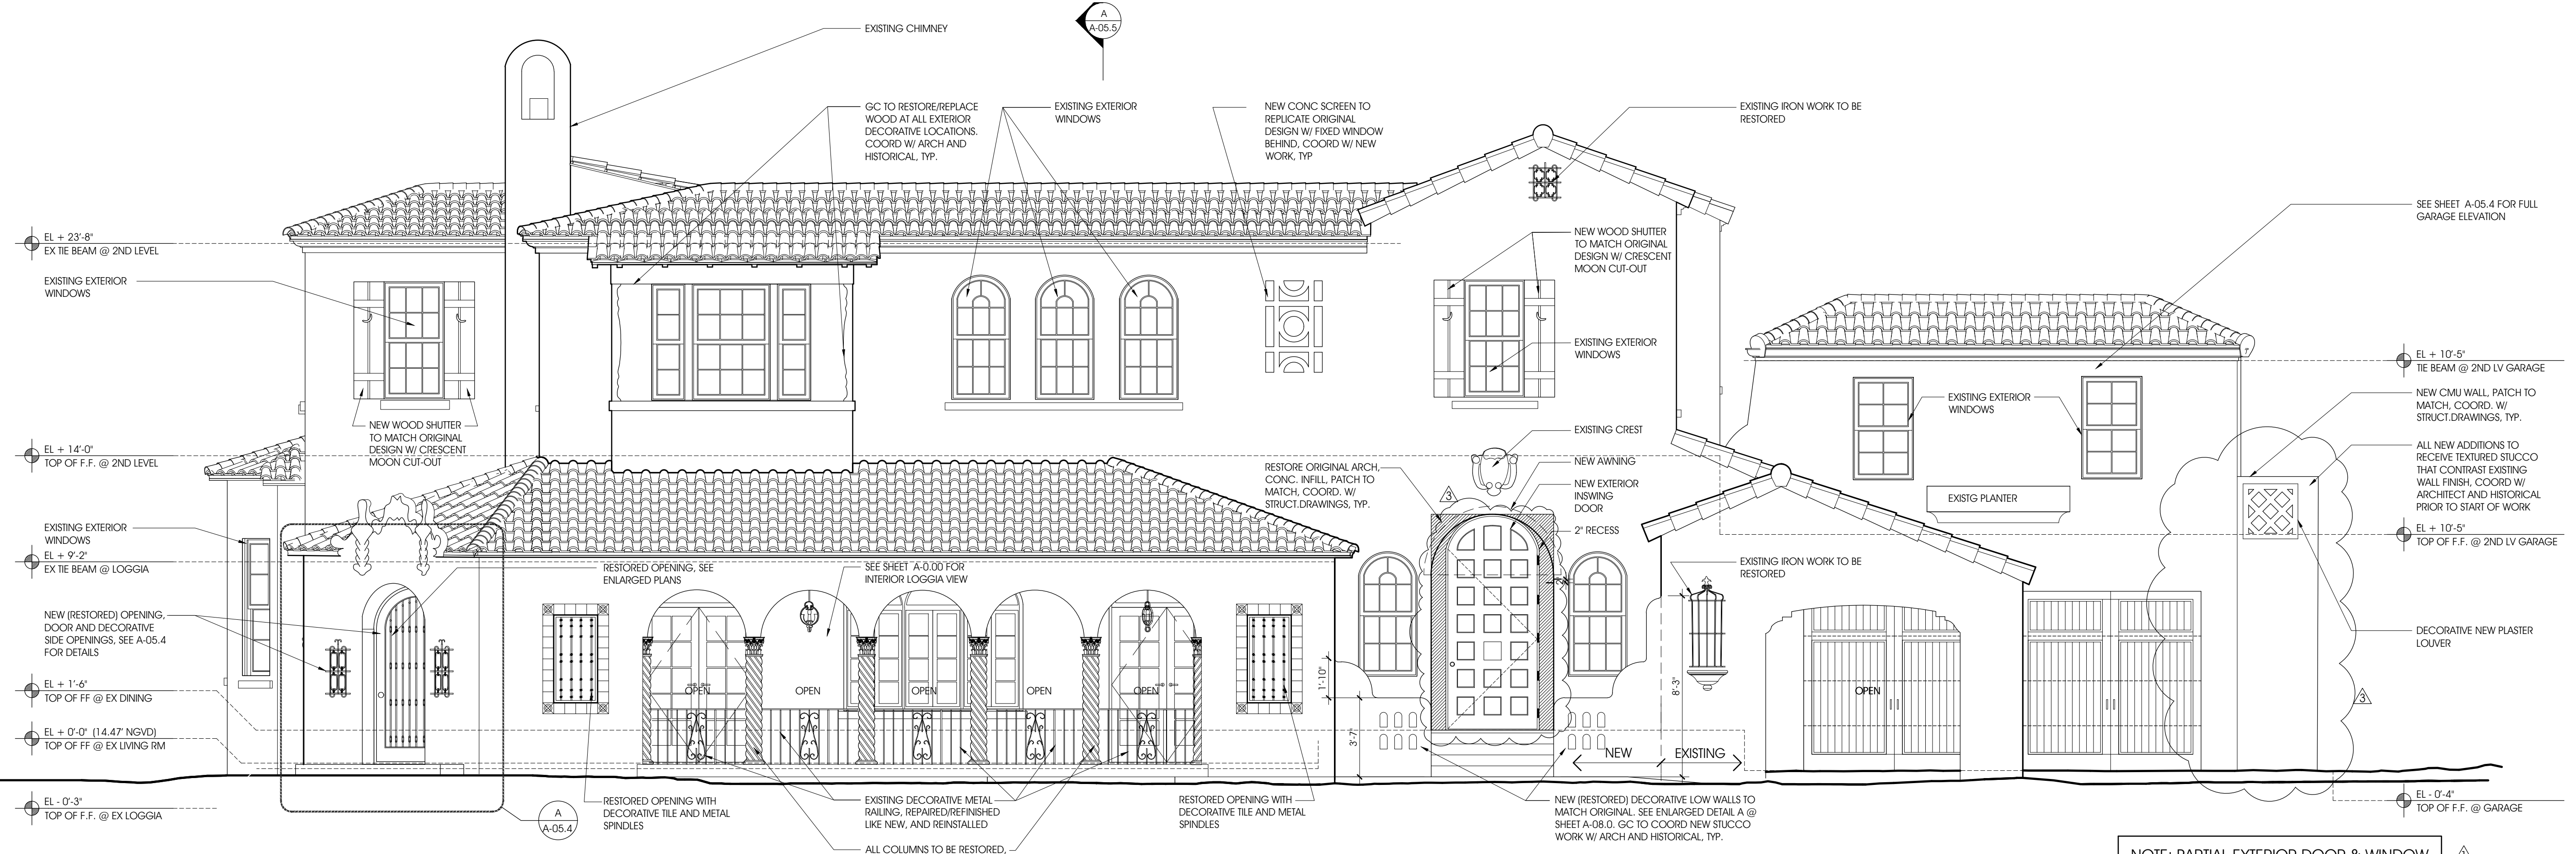 A
A-05.5
EXISTING CHIMNEY
GC TO RESTORE/REPLACE
WOOD AT ALL EXTERIOR
DECORATIVE LOCATIONS.
COORD W/ ARCH AND
HISTORICAL, TYP.
EXISTING EXTERIOR
WINDOWS
NEW CONC SCREEN TO
REPLICATE ORIGINAL
DESIGN W/ FIXED WINDOW
BEHIND, COORD W/ NEW
WORK, TYP
EXISTING IRON WORK TO BE
RESTORED
SEE SHEET A-05.4 FOR FULL
GARAGE ELEVATION
EL + 23'-8"
EX TIE BEAM @ 2ND LEVEL
NEW WOOD SHUTTER
TO MATCH ORIGINAL
DESIGN W/ CRESCENT
MOON CUT-OUT
EXISTING EXTERIOR
WINDOWS
EXISTING EXTERIOR
WINDOWS
EL + 10'-5"
TIE BEAM @ 2ND LV GARAGE
EXISTING EXTERIOR
WINDOWS
NEW CMU WALL, PATCH TO
MATCH, COORD. W/
STRUCT.DRAWINGS, TYP.
NEW WOOD SHUTTER
TO MATCH ORIGINAL
DESIGN W/ CRESCENT
MOON CUT-OUT
EXISTING CREST
ALL NEW ADDITIONS TO
RECEIVE TEXTURED STUCCO
THAT CONTRAST EXISTING
WALL FINISH, COORD W/
ARCHITECT AND HISTORICAL
PRIOR TO START OF WORK
EL + 14'-0"
TOP OF F.F. @ 2ND LEVEL
RESTORE ORIGINAL ARCH,
CONC. INFILL, PATCH TO
MATCH, COORD. W/
STRUCT.DRAWINGS, TYP.
3
NEW AWNING
NEW EXTERIOR
INSWING
DOOR
2" RECESS
EXISTG PLANTER
EXISTING EXTERIOR
WINDOWS
EL + 10'-5"
TOP OF F.F. @ 2ND LV GARAGE
EL + 9'-2"
EX TIE BEAM @ LOGGIA
RESTORED OPENING, SEE
ENLARGED PLANS
SEE SHEET A-0.00 FOR
INTERIOR LOGGIA VIEW
EXISTING IRON WORK TO BE
RESTORED
2"
NEW (RESTORED) OPENING,
DOOR AND DECORATIVE
SIDE OPENINGS, SEE A-05.4
FOR DETAILS
DECORATIVE NEW PLASTER
LOUVER
EL + 1'-6"
TOP OF FF @ EX DINING
OPEN
OPEN
OPEN
OPEN
OPEN
1'-10"
8'-3"
OPEN
3
EL + 0'-0" (14.47' NGVD)
TOP OF FF @ EX LIVING RM
3'-7"
NEW
EXISTING
EL - 0'-3"
TOP OF F.F. @ EX LOGGIA
A
A-05.4
RESTORED OPENING WITH
DECORATIVE TILE AND METAL
SPINDLES
EXISTING DECORATIVE METAL
RAILING, REPAIRED/REFINISHED
LIKE NEW, AND REINSTALLED
RESTORED OPENING WITH
DECORATIVE TILE AND METAL
SPINDLES
NEW (RESTORED) DECORATIVE LOW WALLS TO
MATCH ORIGINAL. SEE ENLARGED DETAIL A @
SHEET A-08.0. GC TO COORD NEW STUCCO
WORK W/ ARCH AND HISTORICAL, TYP.
EL - 0'-4"
TOP OF F.F. @ GARAGE
ALL COLUMNS TO BE RESTORED,
NOTE: PARTIAL EXTERIOR DOOR & WINDOW